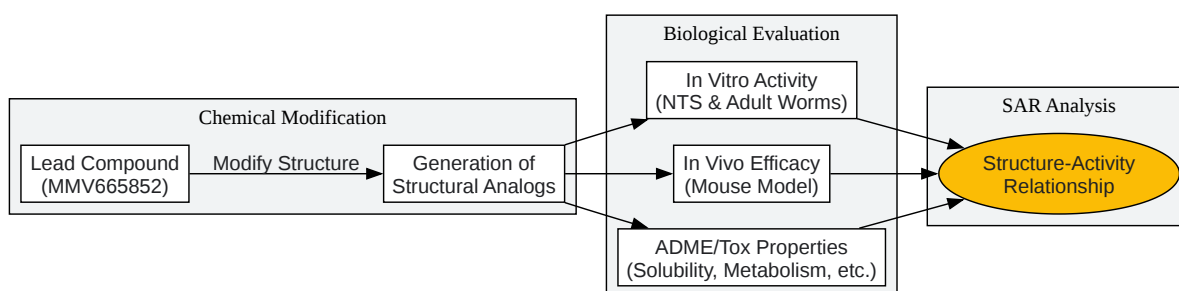 Chemical Modification
Lead Compound
(MMV665852)
Modify Structure
Generation of
Structural Analogs
Biological Evaluation
In Vitro Activity
(NTS & Adult Worms)
In Vivo Efficacy
(Mouse Model)
ADME/Tox Properties
(Solubility, Metabolism, etc.)
SAR Analysis
Structure-Activity
Relationship